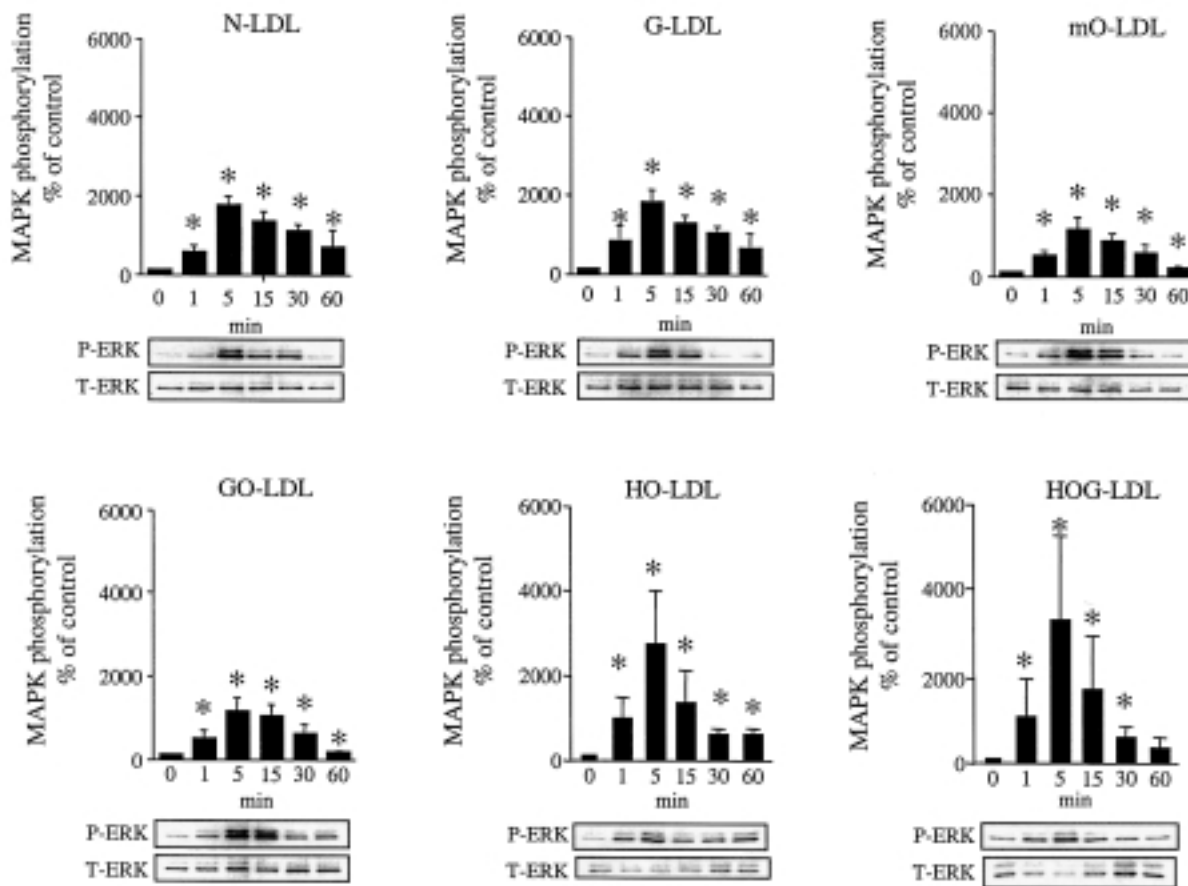 N-LDL
MAPK phosphorylation
% of control
6000
4000
2000
0
*
*
*
*
*
0 1 5 15 30 60
min
P-ERK
T-ERK
G-LDL
MAPK phosphorylation
% of control
6000
4000
2000
0
*
*
*
*
*
0 1 5 15 30 60
min
P-ERK
T-ERK
mO-LDL
MAPK phosphorylation
% of control
6000
4000
2000
0
*
*
*
*
*
0 1 5 15 30 60
min
P-ERK
T-ERK
GO-LDL
MAPK phosphorylation
% of control
6000
4000
2000
0
*
*
*
*
*
0 1 5 15 30 60
min
P-ERK
T-ERK
HO-LDL
MAPK phosphorylation
% of control
6000
4000
2000
0
*
*
*
*
*
0 1 5 15 30 60
min
P-ERK
T-ERK
HOG-LDL
MAPK phosphorylation
% of control
6000
4000
2000
0
*
*
*
*
0 1 5 15 30 60
min
P-ERK
T-ERK